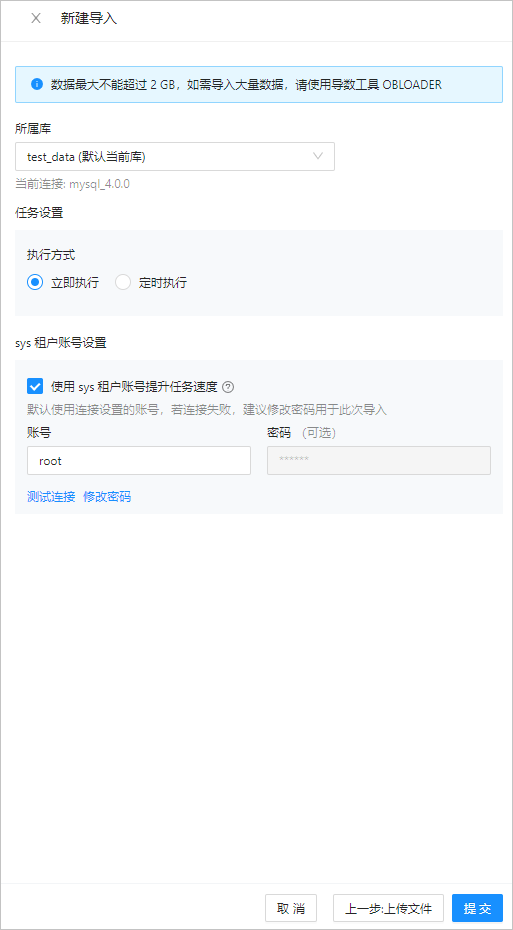 新建导入
数据最大不能超过 2 GB，如需导入大量数据，请使用导数工具 OBLOADER
所属库
test_data (默认当前库)
当前连接: mysql_4.0.0
任务设置
执行方式
立即执行 定时执行
sys 租户账号设置
使用 sys 租户账号提升任务速度
默认使用连接设置的账号，若连接失败，建议修改密码用于此次导入
账号 密码 （可选）
root ******
测试连接 修改密码
取 消 上一步:上传文件 提 交